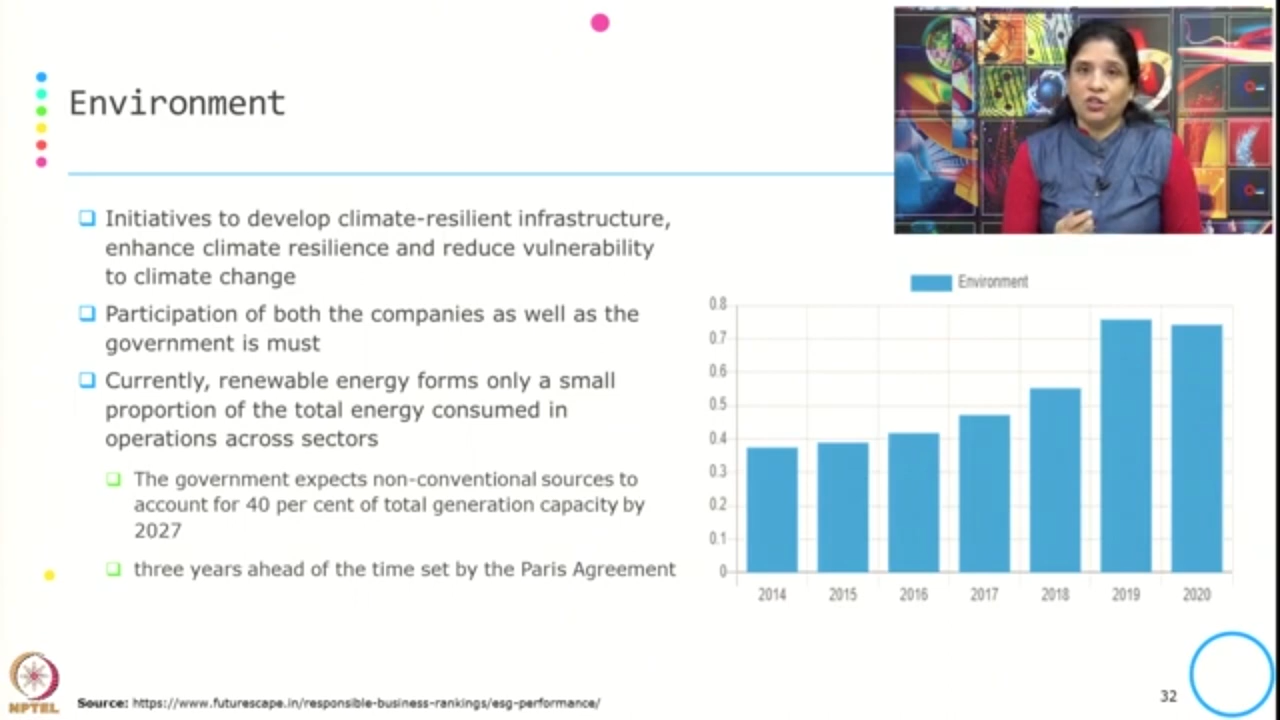 Environment
Initiatives to develop climate-resilient infrastructure,
enhance climate resilience and reduce vulnerability
to climate change
Participation of both the companies as well as the
government is must
Currently, renewable energy forms only a small
proportion of the total energy consumed in
operations across sectors
The government expects non-conventional sources to
account for 40 per cent of total generation capacity by
2027
three years ahead of the time set by the Paris Agreement
Environment
0.8
0.7
0.6
0.5
0.4
0.3
0.2
0.1
0
2014 2015 2016 2017 2018 2019 2020
NPTEL
Source: https://www.futurescape.in/responsible-business-rankings/esg-performance/
32